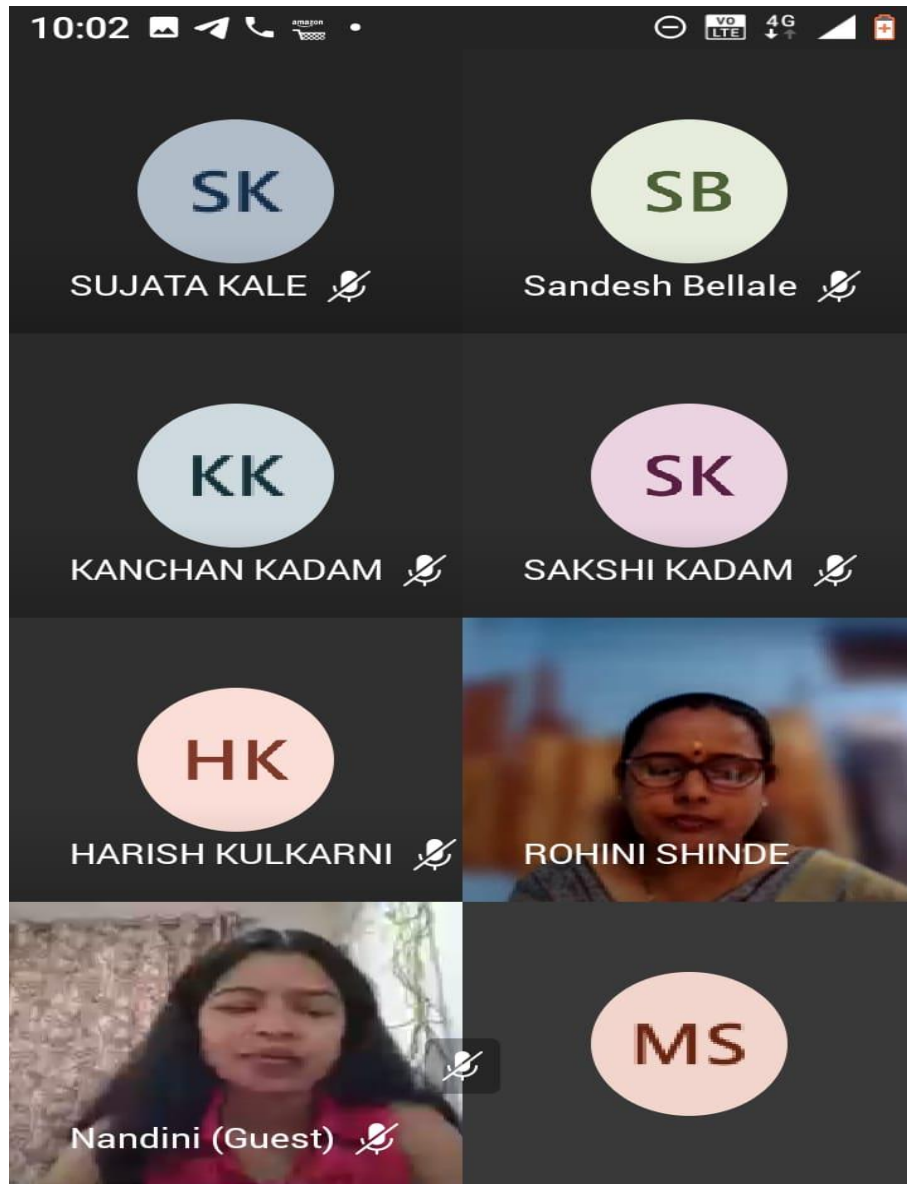 10:02 amazon VO LTE 4G
SK SB
SUJATA KALE Sandesh Bellale
KK SK
KANCHAN KADAM SAKSHI KADAM
HK
HARISH KULKARNI ROHINI SHINDE
MS
Nandini (Guest)